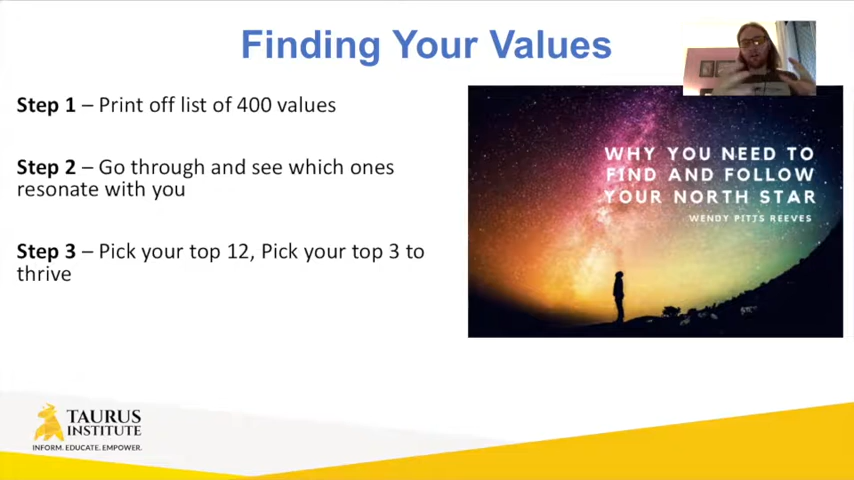 Finding Your Values
Step 1 – Print off list of 400 values
Step 2 – Go through and see which ones
resonate with you
Step 3 – Pick your top 12, Pick your top 3 to
thrive
WHY YOU NEED TO
FIND AND FOLLOW
YOUR NORTH STAR
WENDY PITTS REEVES
TAURUS
INSTITUTE
INFORM. EDUCATE. EMPOWER.